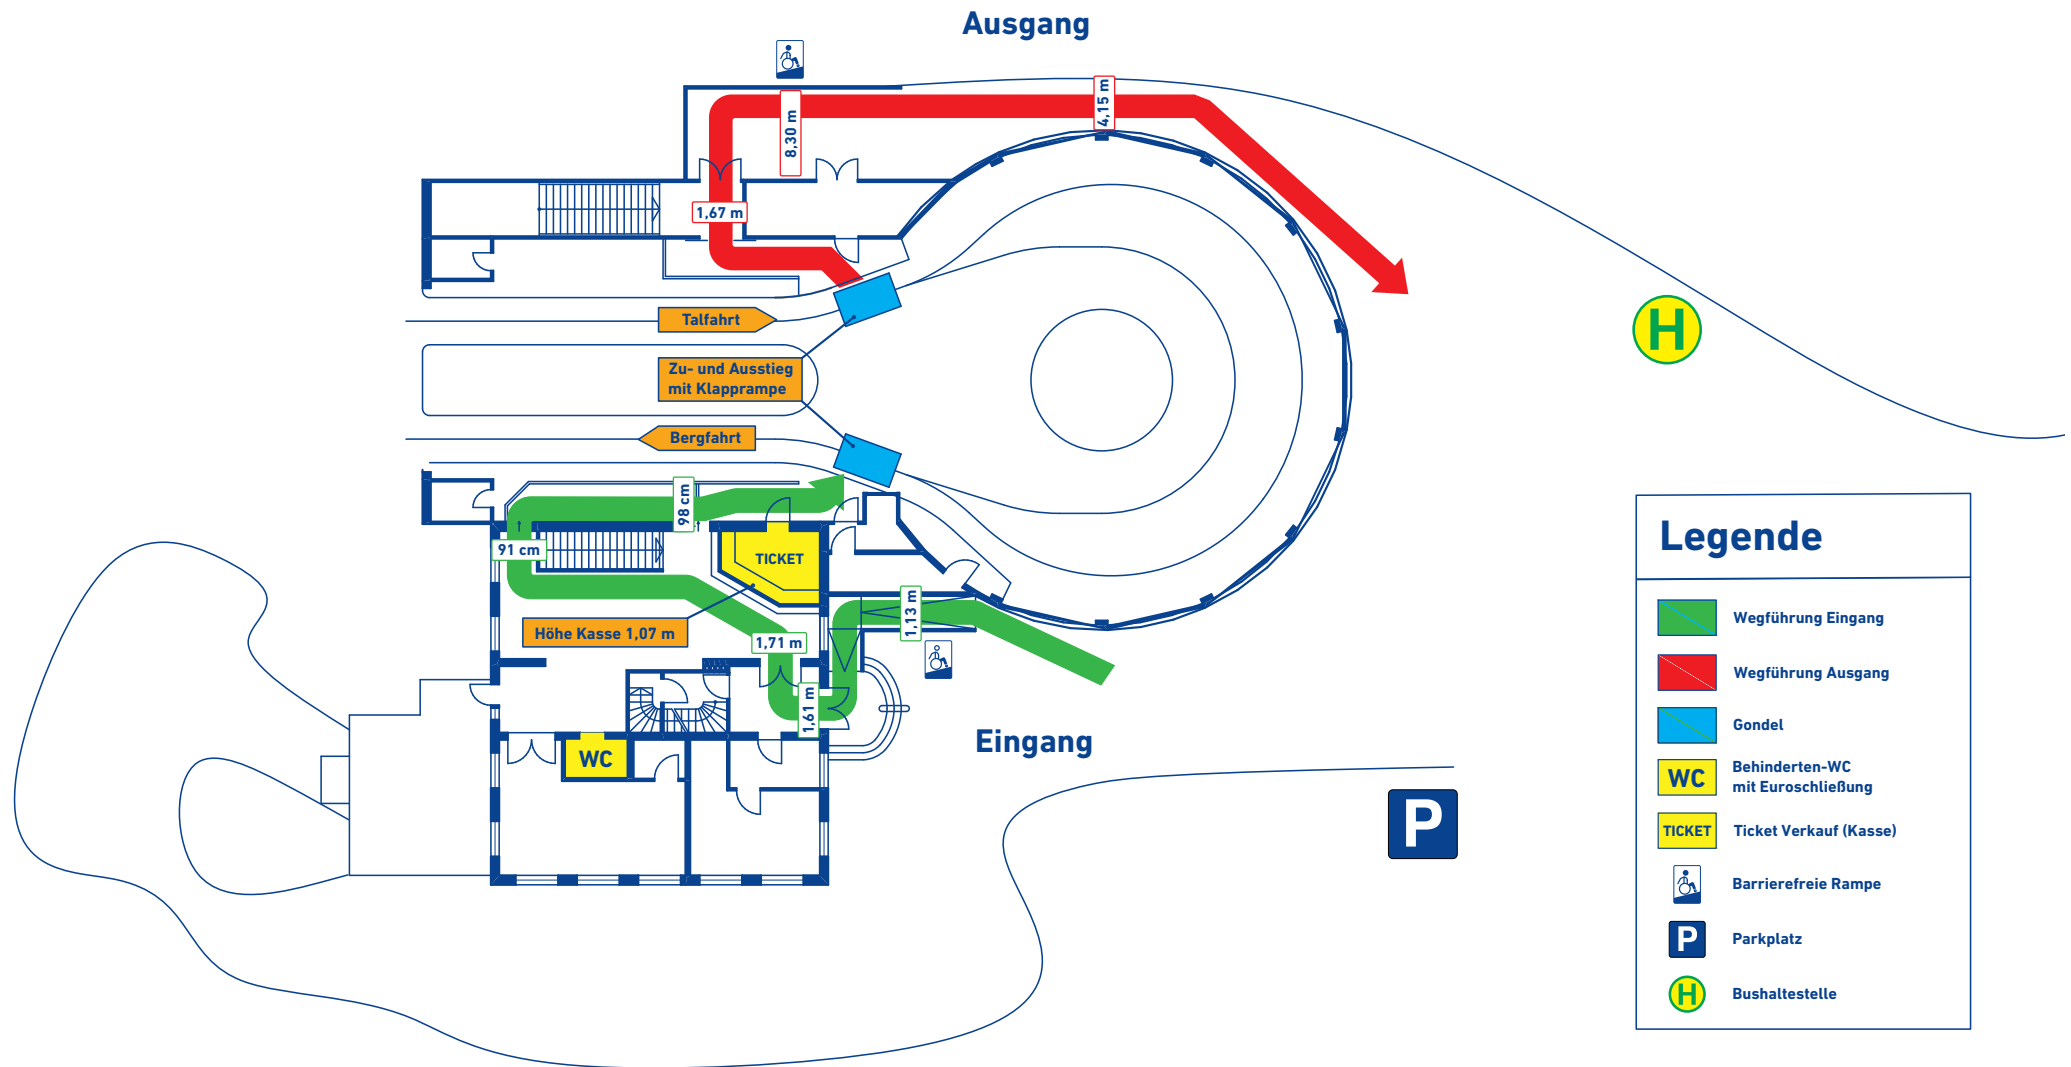 Ausgang
4,15 m
8,30 m
1,67 m
Talfahrt
Zu- und Ausstieg
mit Klapprampe
Bergfahrt
98 cm
91 cm
TICKET
1,13 m
Höhe Kasse 1,07 m
1,71 m
1,61 m
Eingang
WC
H
P
Legende
Wegführung Eingang
Wegführung Ausgang
Gondel
WC
Behinderten-WC
mit Euroschließung
TICKET
Ticket Verkauf (Kasse)
Barrierefreie Rampe
P
Parkplatz
H
Bushaltestelle